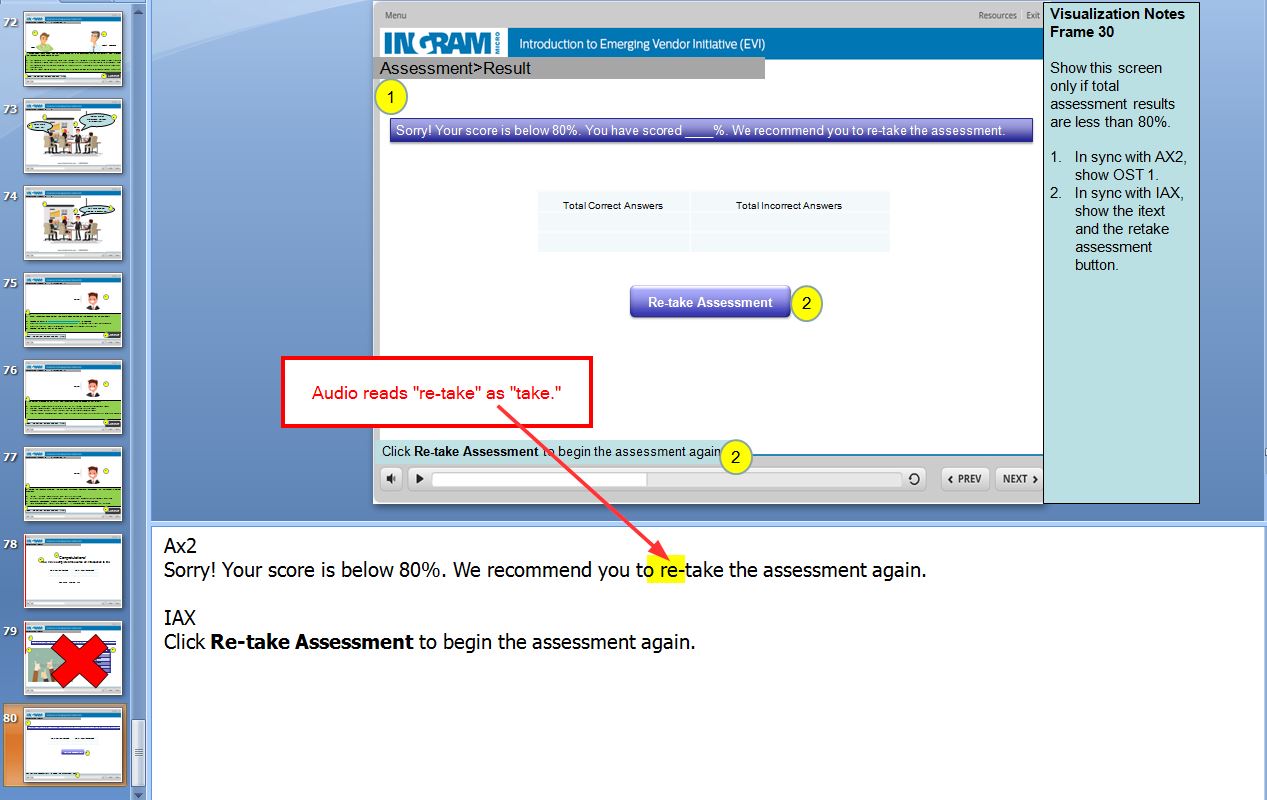 72
73
74
75
76
77
78
Congratulations!
79
80
Menu
Resources Exit
INGRAM MICRO Introduction to Emerging Vendor Initiative (EVI)
Assessment>Result
1
Sorry! Your score is below 80%. You have scored ____%. We recommend you to re-take the assessment.
Total Correct Answers Total Incorrect Answers
Re-take Assessment 2
Audio reads "re-take" as "take."
Click Re-take Assessment to begin the assessment again
2
PREV NEXT
Visualization Notes
Frame 30
Show this screen
only if total
assessment results
are less than 80%.
1. In sync with AX2,
show OST 1.
2. In sync with IAX,
show the itext
and the retake
assessment
button.
Ax2
Sorry! Your score is below 80%. We recommend you to re-take the assessment again.
IAX
Click Re-take Assessment to begin the assessment again.